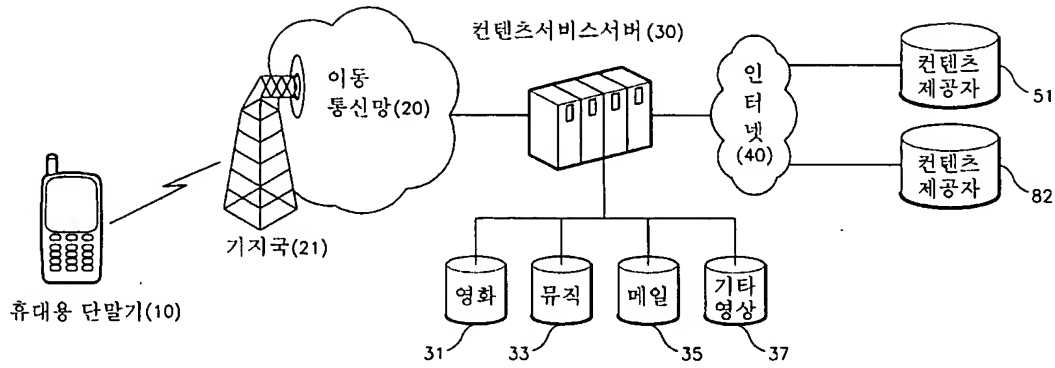 컨텐츠서비스서버(30)
이동
통신망(20)
인
터
넷
(40)
컨텐츠
제공자
51
컨텐츠
제공자
82
기지국(21)
휴대용 단말기(10)
영화
뮤직
메일
기타
영상
31
33
35
37